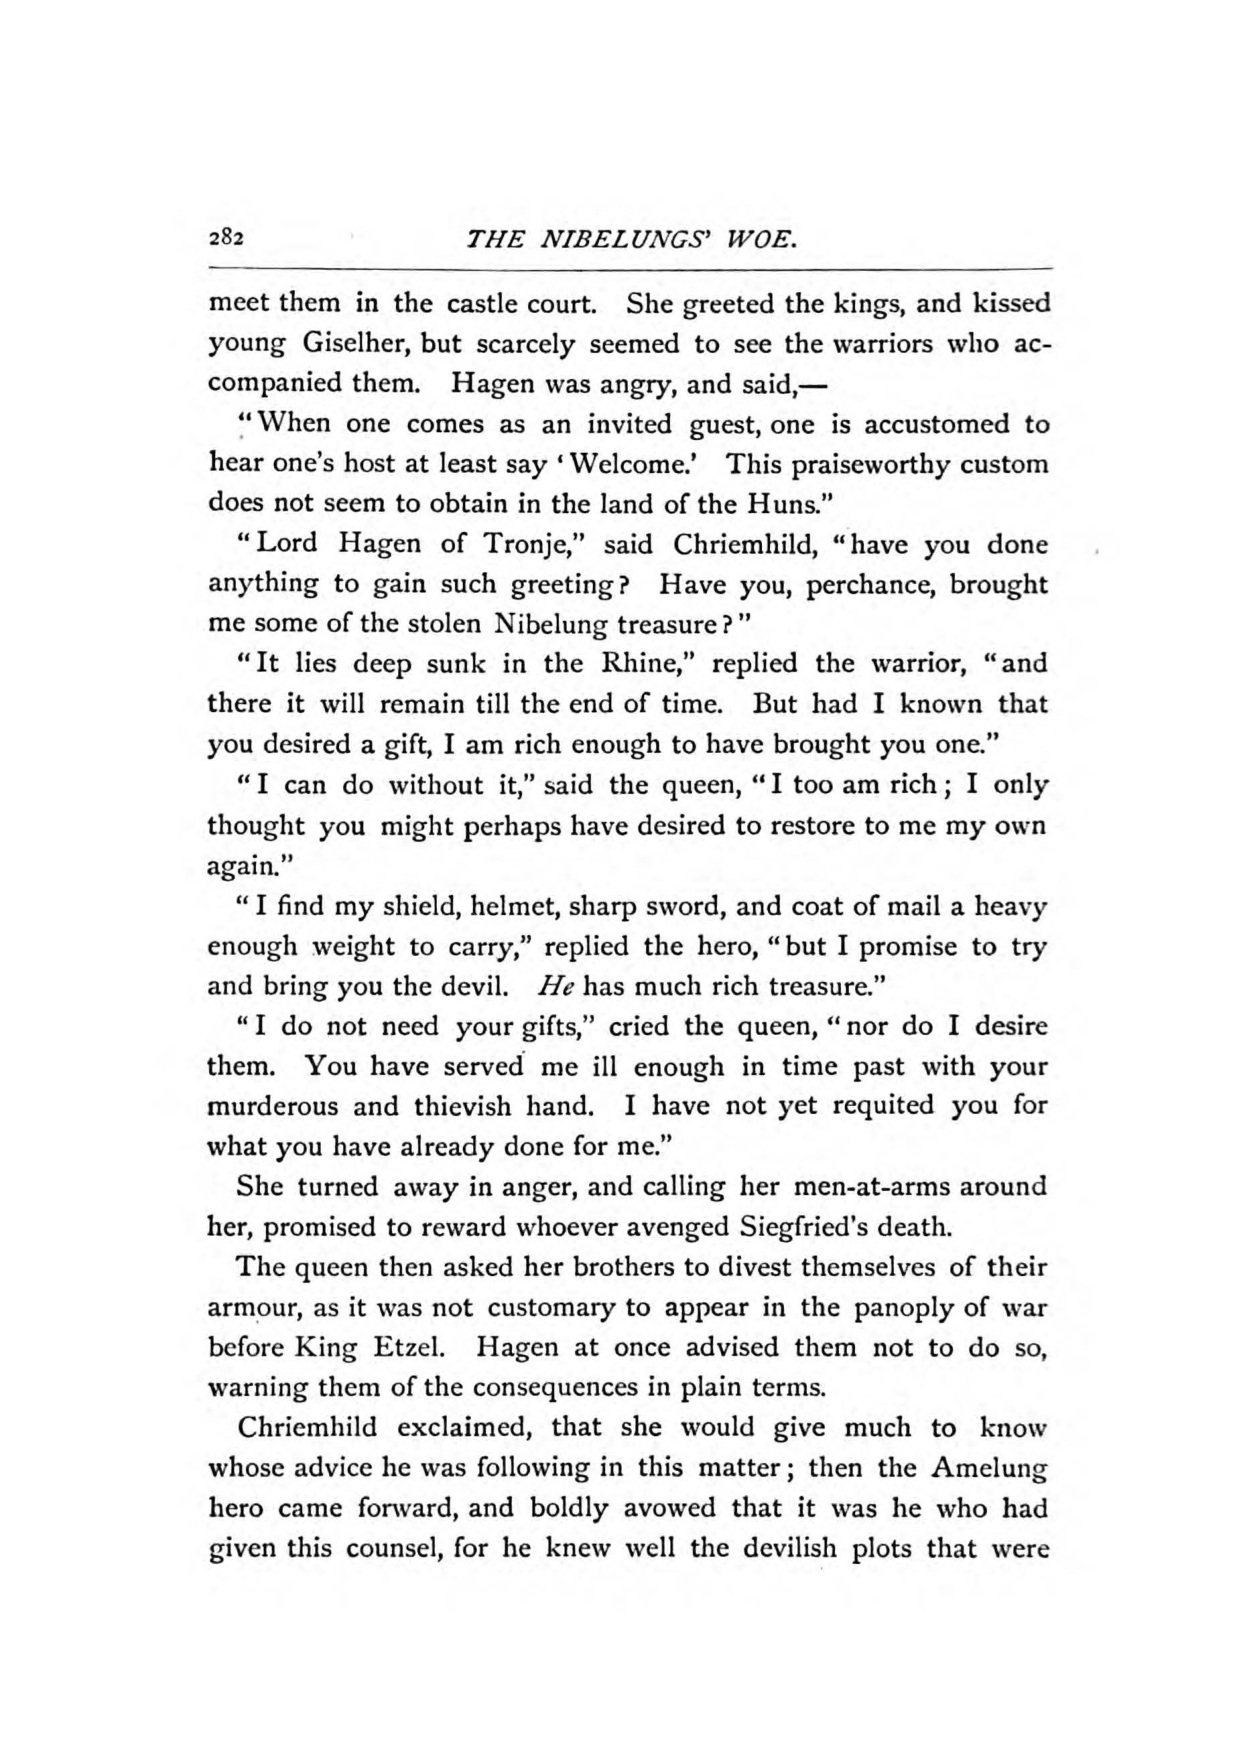 282 THE NIBELUNGS’ WOE.
meet them in the castle court. She greeted the kings, and kissed
young Giselher, but scarcely seemed to see the warriors who ac-
companied them. Hagen was angry, and said,—
“When one comes as an invited guest, one is accustomed to
hear one’s host at least say ‘Welcome.’ This praiseworthy custom
does not seem to obtain in the land of the Huns.”
“Lord Hagen of Tronje,” said Chriemhild, “have you done
anything to gain such greeting? Have you, perchance, brought
me some of the stolen Nibelung treasure?”
“It lies deep sunk in the Rhine,” replied the warrior, “and
there it will remain till the end of time. But had I known that
you desired a gift, I am rich enough to have brought you one.”
“I can do without it,” said the queen, “I too am rich; I only
thought you might perhaps have desired to restore to me my own
again.”
“I find my shield, helmet, sharp sword, and coat of mail a heavy
enough weight to carry,” replied the hero, “but I promise to try
and bring you the devil. He has much rich treasure.”
“I do not need your gifts,” cried the queen, “nor do I desire
them. You have served me ill enough in time past with your
murderous and thievish hand. I have not yet requited you for
what you have already done for me.”
She turned away in anger, and calling her men-at-arms around
her, promised to reward whoever avenged Siegfried’s death.
The queen then asked her brothers to divest themselves of their
armour, as it was not customary to appear in the panoply of war
before King Etzel. Hagen at once advised them not to do so,
warning them of the consequences in plain terms.
Chriemhild exclaimed, that she would give much to know
whose advice he was following in this matter; then the Amelung
hero came forward, and boldly avowed that it was he who had
given this counsel, for he knew well the devilish plots that were